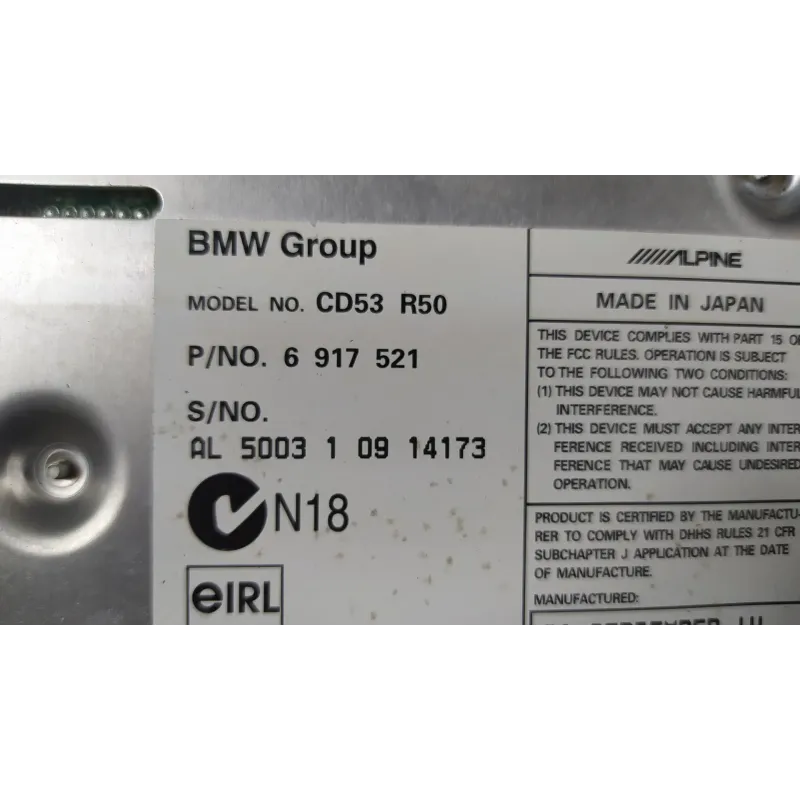 BMW Group
MODEL NO. CD53 R50
P/NO. 6 917 521
S/NO.
AL 5003 1 09 14173
N18
eIRL
ALPINE
MADE IN JAPAN
THIS DEVICE COMPLIES WITH PART 15 OF
THE FCC RULES. OPERATION IS SUBJECT
TO THE FOLLOWING TWO CONDITIONS:
(1) THIS DEVICE MAY NOT CAUSE HARMFUL
INTERFERENCE.
(2) THIS DEVICE MUST ACCEPT ANY INTER
FERENCE RECEIVED INCLUDING INTER
FERENCE THAT MAY CAUSE UNDESIRED
OPERATION.
PRODUCT IS CERTIFIED BY THE MANUFACTU-
RER TO COMPLY WITH DHHS RULES 21 CFR
SUBCHAPTER J APPLICATION AT THE DATE
OF MANUFACTURE.
MANUFACTURED: